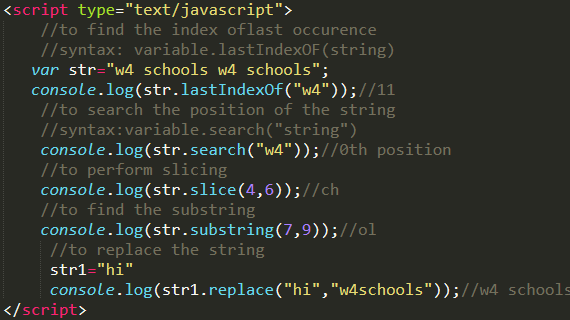 <script type="text/javascript">
//to find the index oflast occurence
//syntax: variable.lastIndexOF(string)
var str="w4 schools w4 schools";
console.log(str.lastIndexOf("w4"));//11
//to search the position of the string
//syntax:variable.search("string")
console.log(str.search("w4"));//0th position
//to perform slicing
console.log(str.slice(4,6));//ch
//to find the substring
console.log(str.substring(7,9));//ol
//to replace the string
str1="hi"
console.log(str1.replace("hi","w4schools"));//w4 schools
</script>